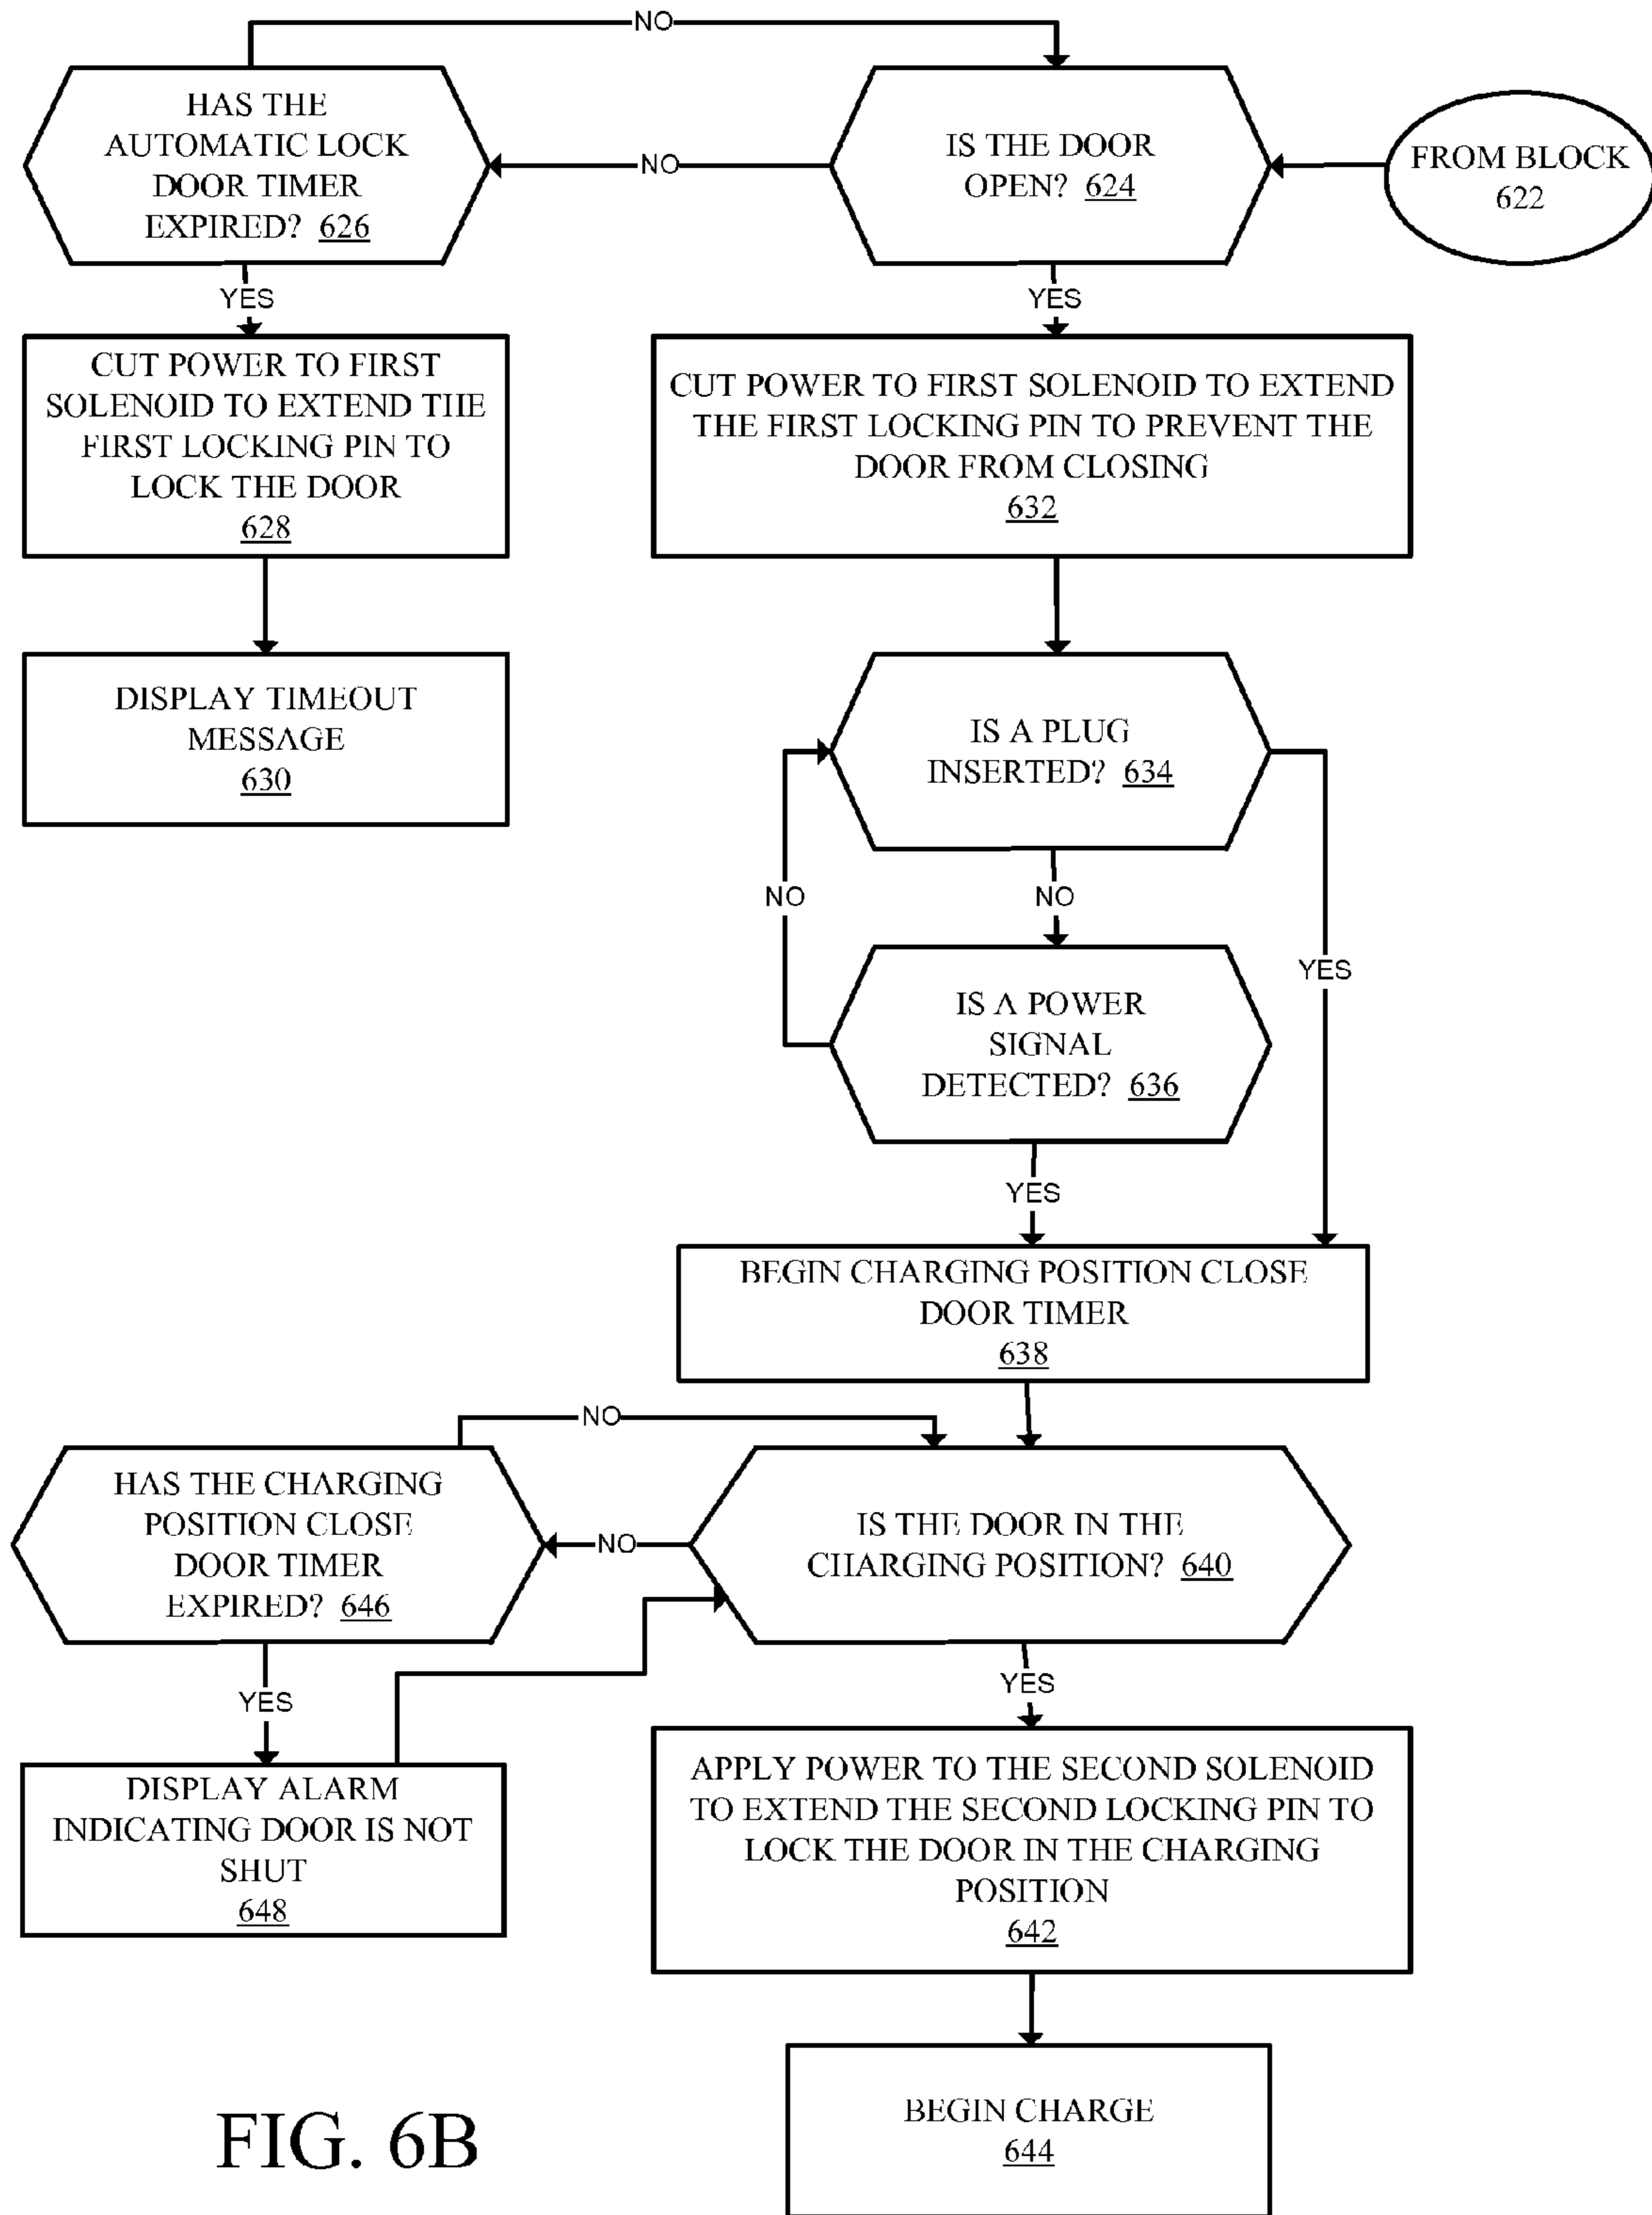 NO
HAS THE
AUTOMATIC LOCK
DOOR TIMER
EXPIRED? 626
NO
IS THE DOOR
OPEN? 624
FROM BLOCK
622
YES
YES
CUT POWER TO FIRST
SOLENOID TO EXTEND THE
FIRST LOCKING PIN TO
LOCK THE DOOR
628
CUT POWER TO FIRST SOLENOID TO EXTEND
THE FIRST LOCKING PIN TO PREVENT THE
DOOR FROM CLOSING
632
DISPLAY TIMEOUT
MESSAGE
630
IS A PLUG
INSERTED? 634
NO
NO
YES
IS A POWER
SIGNAL
DETECTED? 636
YES
BEGIN CHARGING POSITION CLOSE
DOOR TIMER
638
NO
HAS THE CHARGING
POSITION CLOSE
DOOR TIMER
EXPIRED? 646
NO
IS THE DOOR IN THE
CHARGING POSITION? 640
YES
YES
DISPLAY ALARM
INDICATING DOOR IS NOT
SHUT
648
APPLY POWER TO THE SECOND SOLENOID
TO EXTEND THE SECOND LOCKING PIN TO
LOCK THE DOOR IN THE CHARGING
POSITION
642
BEGIN CHARGE
644
FIG. 6B